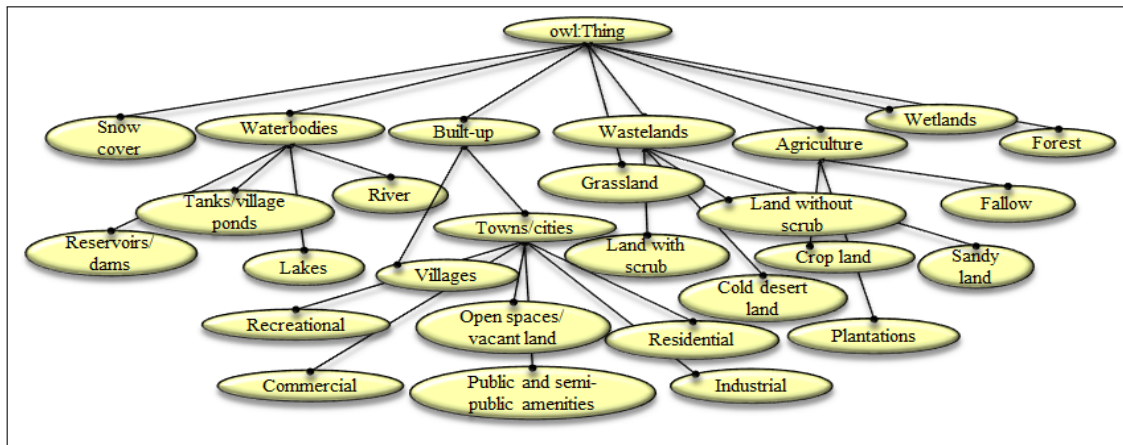 owl:Thing
Snow
cover
Waterbodies
Built-up
Wastelands
Agriculture
Wetlands
Forest
Tanks/village
ponds
River
Grassland
Land without
scrub
Fallow
Reservoirs/
dams
Lakes
Towns/cities
Land with
scrub
Crop land
Sandy
land
Villages
Cold desert
land
Recreational
Open spaces/
vacant land
Residential
Plantations
Commercial
Public and semi-
public amenities
Industrial